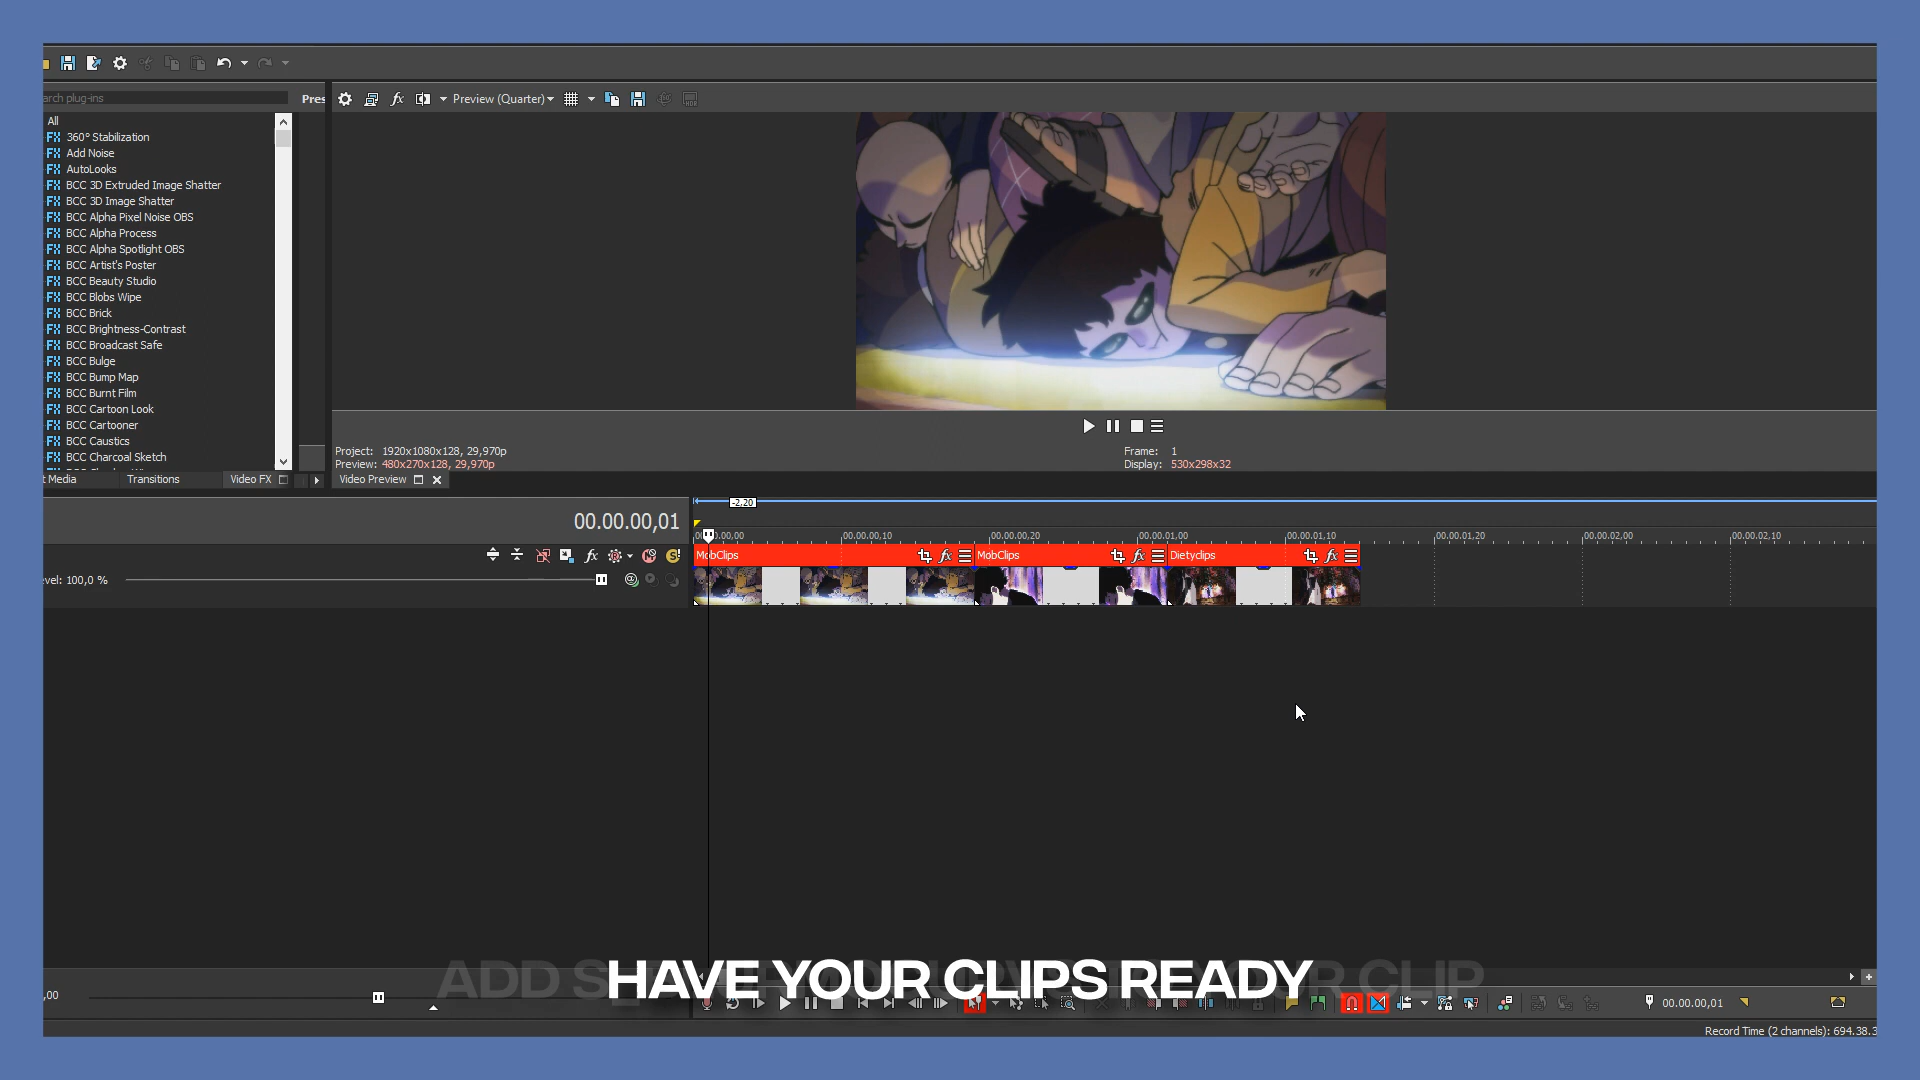 arch plug-ins
Pres
Preview (Quarter)
All
FX 360° Stabilization
FX Add Noise
FX AutoLooks
FX BCC 3D Extruded Image Shatter
FX BCC 3D Image Shatter
FX BCC Alpha Pixel Noise OBS
FX BCC Alpha Process
FX BCC Alpha Spotlight OBS
FX BCC Artist's Poster
FX BCC Beauty Studio
FX BCC Blobs Wipe
FX BCC Brick
FX BCC Brightness-Contrast
FX BCC Broadcast Safe
FX BCC Bulge
FX BCC Bump Map
FX BCC Burnt Film
FX BCC Cartoon Look
FX BCC Cartooner
FX BCC Caustics
FX BCC Charcoal Sketch
Project: 1920x1080x128, 29,970p
Frame: 1
Preview: 480x270x128, 29,970p
Display: 530x298x32
t Media
Transitions
Video FX
Video Preview
-2.20
00.00.00,01
00.00.00,10
00.00.00,20
00.00.01,00
00.00.01,10
00.00.01,20
00.00.02,00
00.00.02,10
MobClips
MobClips
Dietyclips
evel: 100,0 %
HAVE YOUR CLIPS READY
,00
00.00.00,01
Record Time (2 channels): 694.38.3